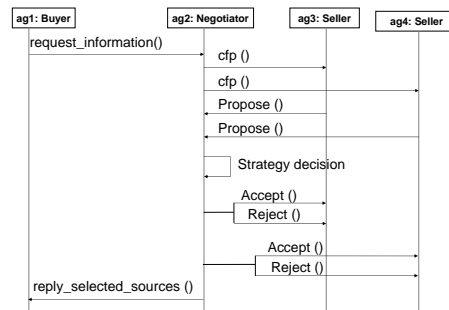 ag1: Buyer
ag2: Negotiator
ag3: Seller
ag4: Seller
request_information()
cfp ()
cfp ()
Propose ()
Propose ()
Strategy decision
Accept ()
Reject ()
Accept ()
Reject ()
reply_selected_sources ()